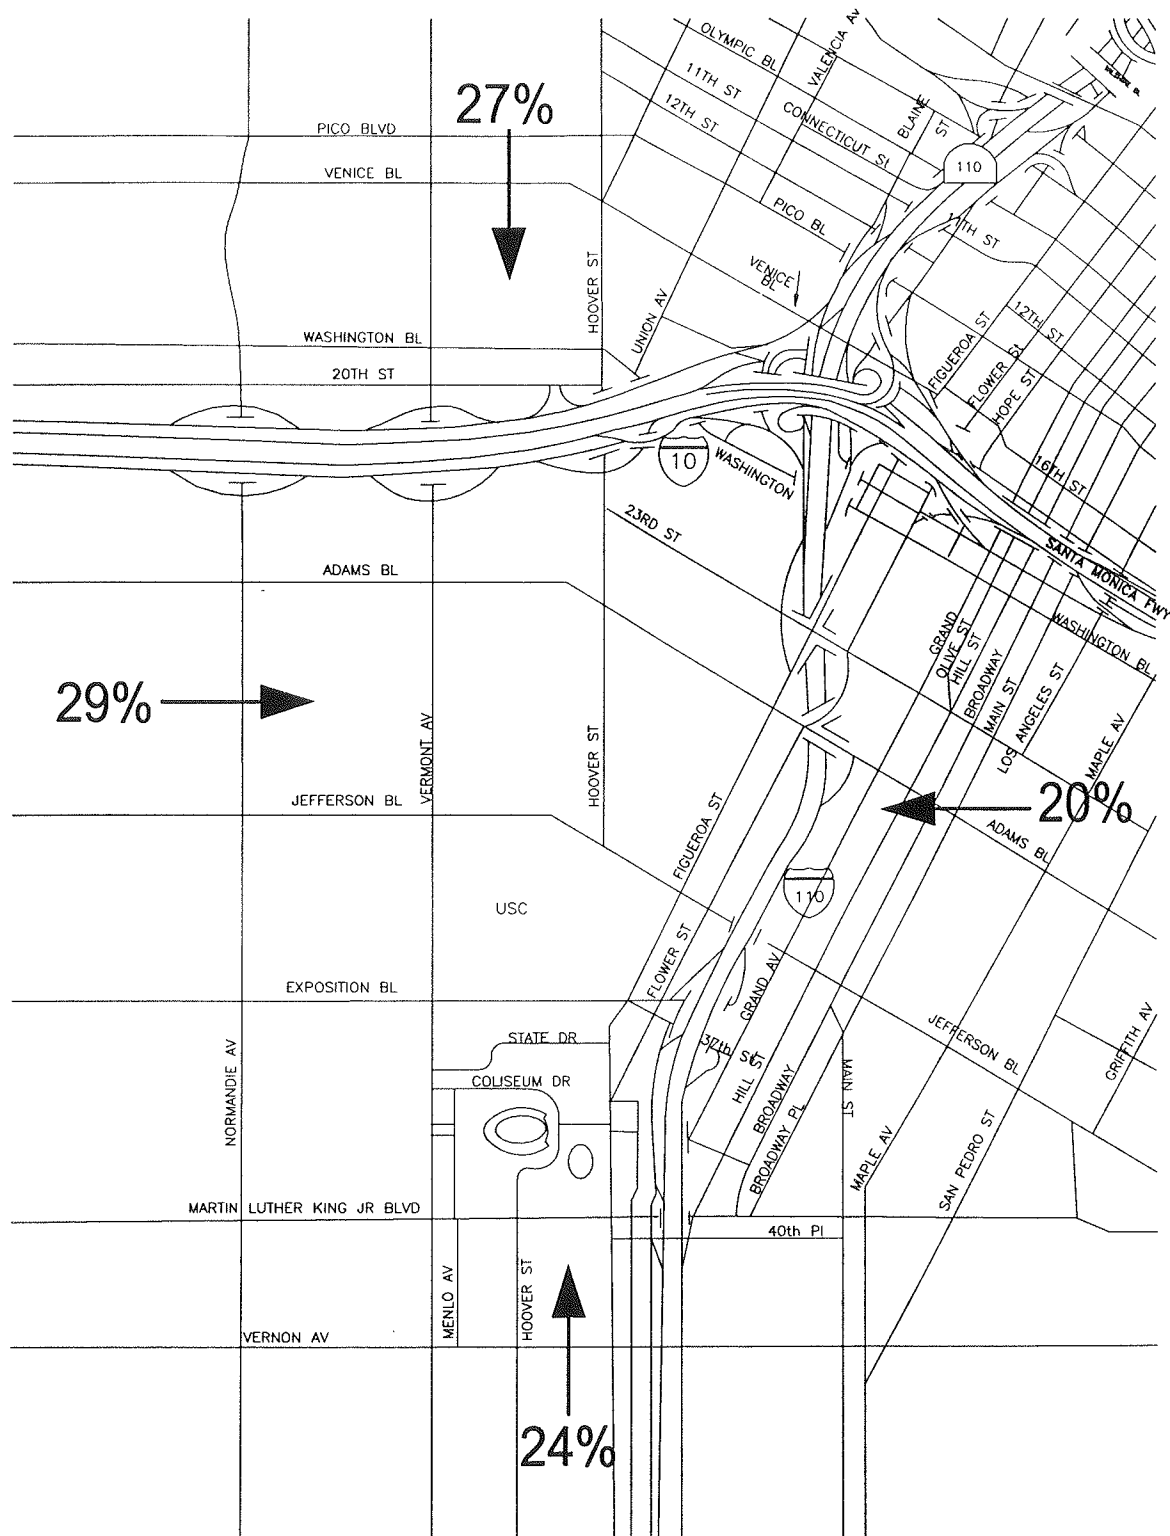 OLYMPIC BL
VALENCIA AV
11TH ST
27%
12TH ST
CONNECTICUT St
BLAINE ST
PICO BLVD
110
VENICE BL
PICO BL
11TH ST
HOOVER ST
VENICE BL
UNION AV
12TH ST
WASHINGTON BL
FIGUEROA ST
FLOWER St
20TH ST
HOPE ST
10
WASHINGTON
16TH ST
23RD ST
SANTA MONICA FWY
ADAMS BL
WASHINGTON BL
GRAND
OLIVE ST
HILL ST
BROADWAY
MAIN ST
LOS ANGELES ST
29%
MAPLE AV
VERMONT AV
HOOVER ST
JEFFERSON BL
20%
FIGUEROA ST
ADAMS BL
110
USC
FLOWER ST
EXPOSITION BL
GRAND AV
JEFFERSON BL
GRIFFITH AV
STATE DR
37th St
NORMANDIE AV
COLISEUM DR
HILL ST
BROADWAY
MAIN ST
BROADWAY PL
MAPLE AV
SAN PEDRO ST
MARTIN LUTHER KING JR BLVD
40th Pl
MENLO AV
HOOVER ST
VERNON AV
24%